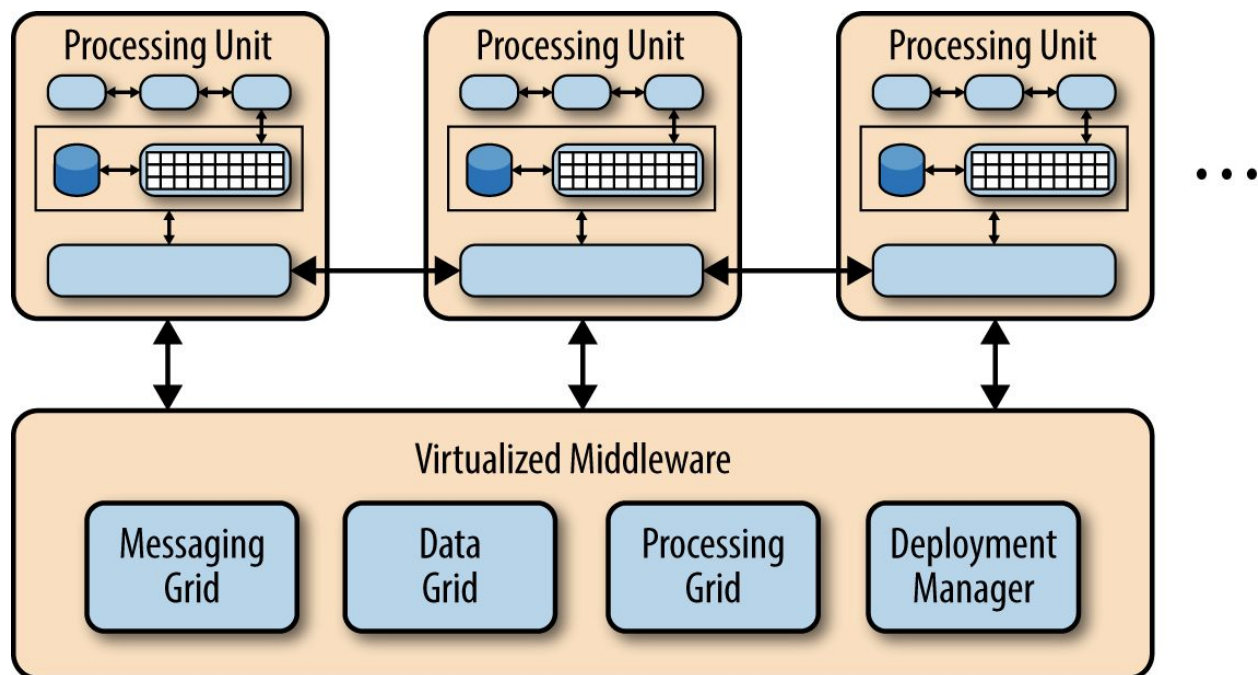 Processing Unit
Processing Unit
Processing Unit
Virtualized Middleware
Messaging
Grid
Data
Grid
Processing
Grid
Deployment
Manager